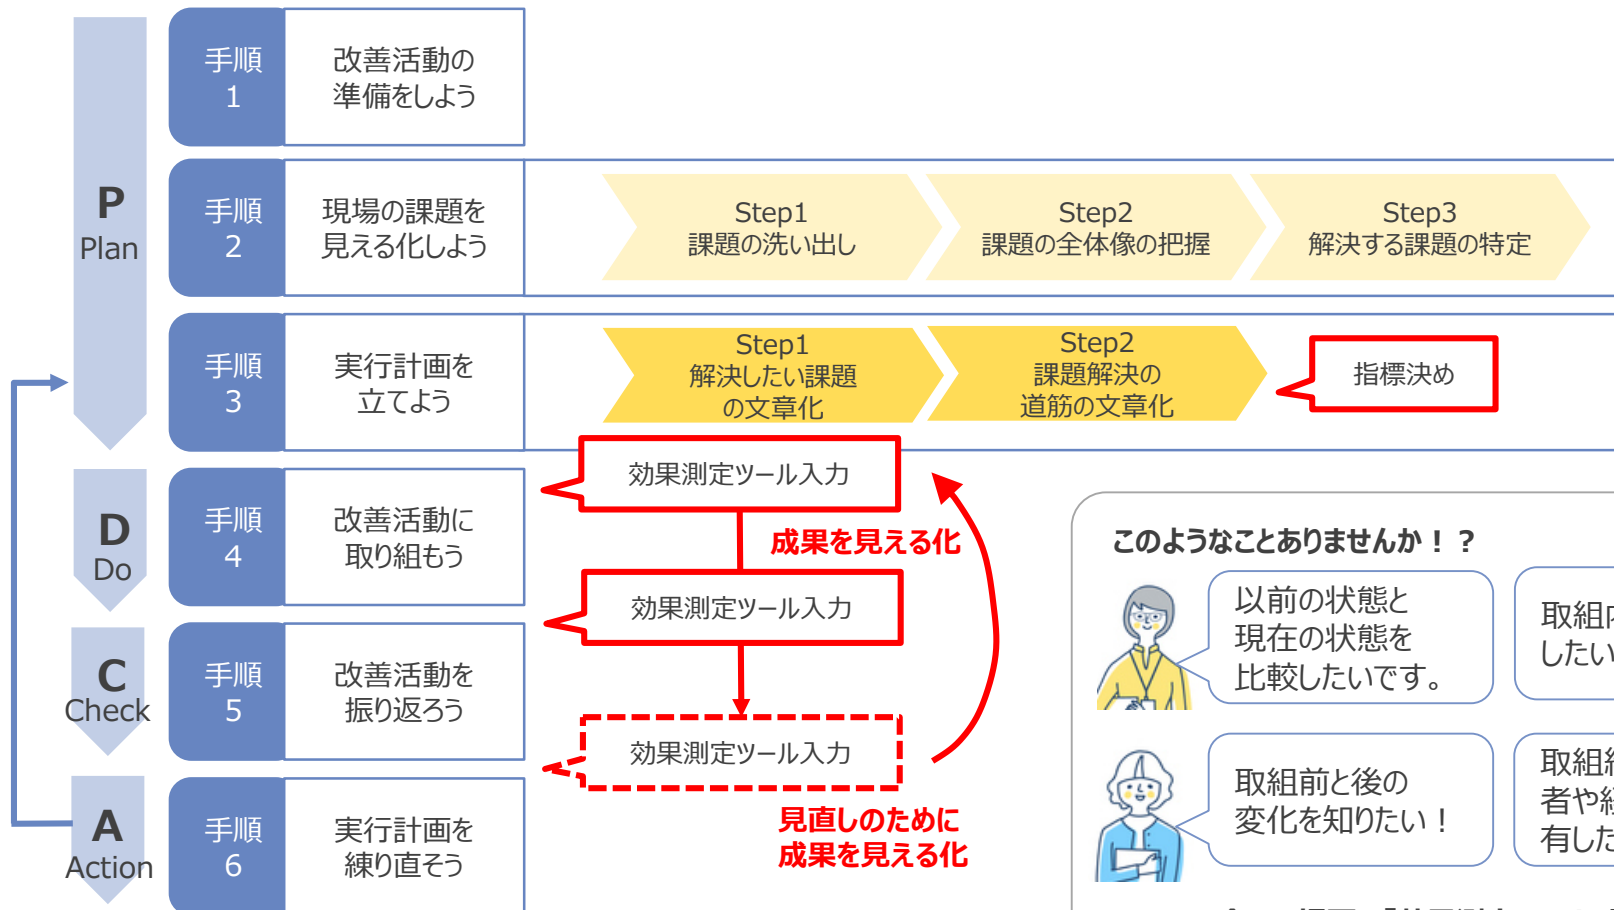 P
Plan
手順
1
改善活動の
準備をしよう
手順
2
現場の課題を
見える化しよう
Step1
課題の洗い出し
Step2
課題の全体像の把握
Step3
解決する課題の特定
手順
3
実行計画を
立てよう
Step1
解決したい課題
の文章化
Step2
課題解決の
道筋の文章化
指標決め
D
Do
手順
4
改善活動に
取り組もう
効果測定ツール入力
成果を見える化
効果測定ツール入力
C
Check
手順
5
改善活動を
振り返ろう
効果測定ツール入力
見直しのために
成果を見える化
A
Action
手順
6
実行計画を
練り直そう
このようなことありませんか！？
以前の状態と
現在の状態を
比較したいです。
取組
したい
取組前と後の
変化を知りたい！
取組
者や
有した